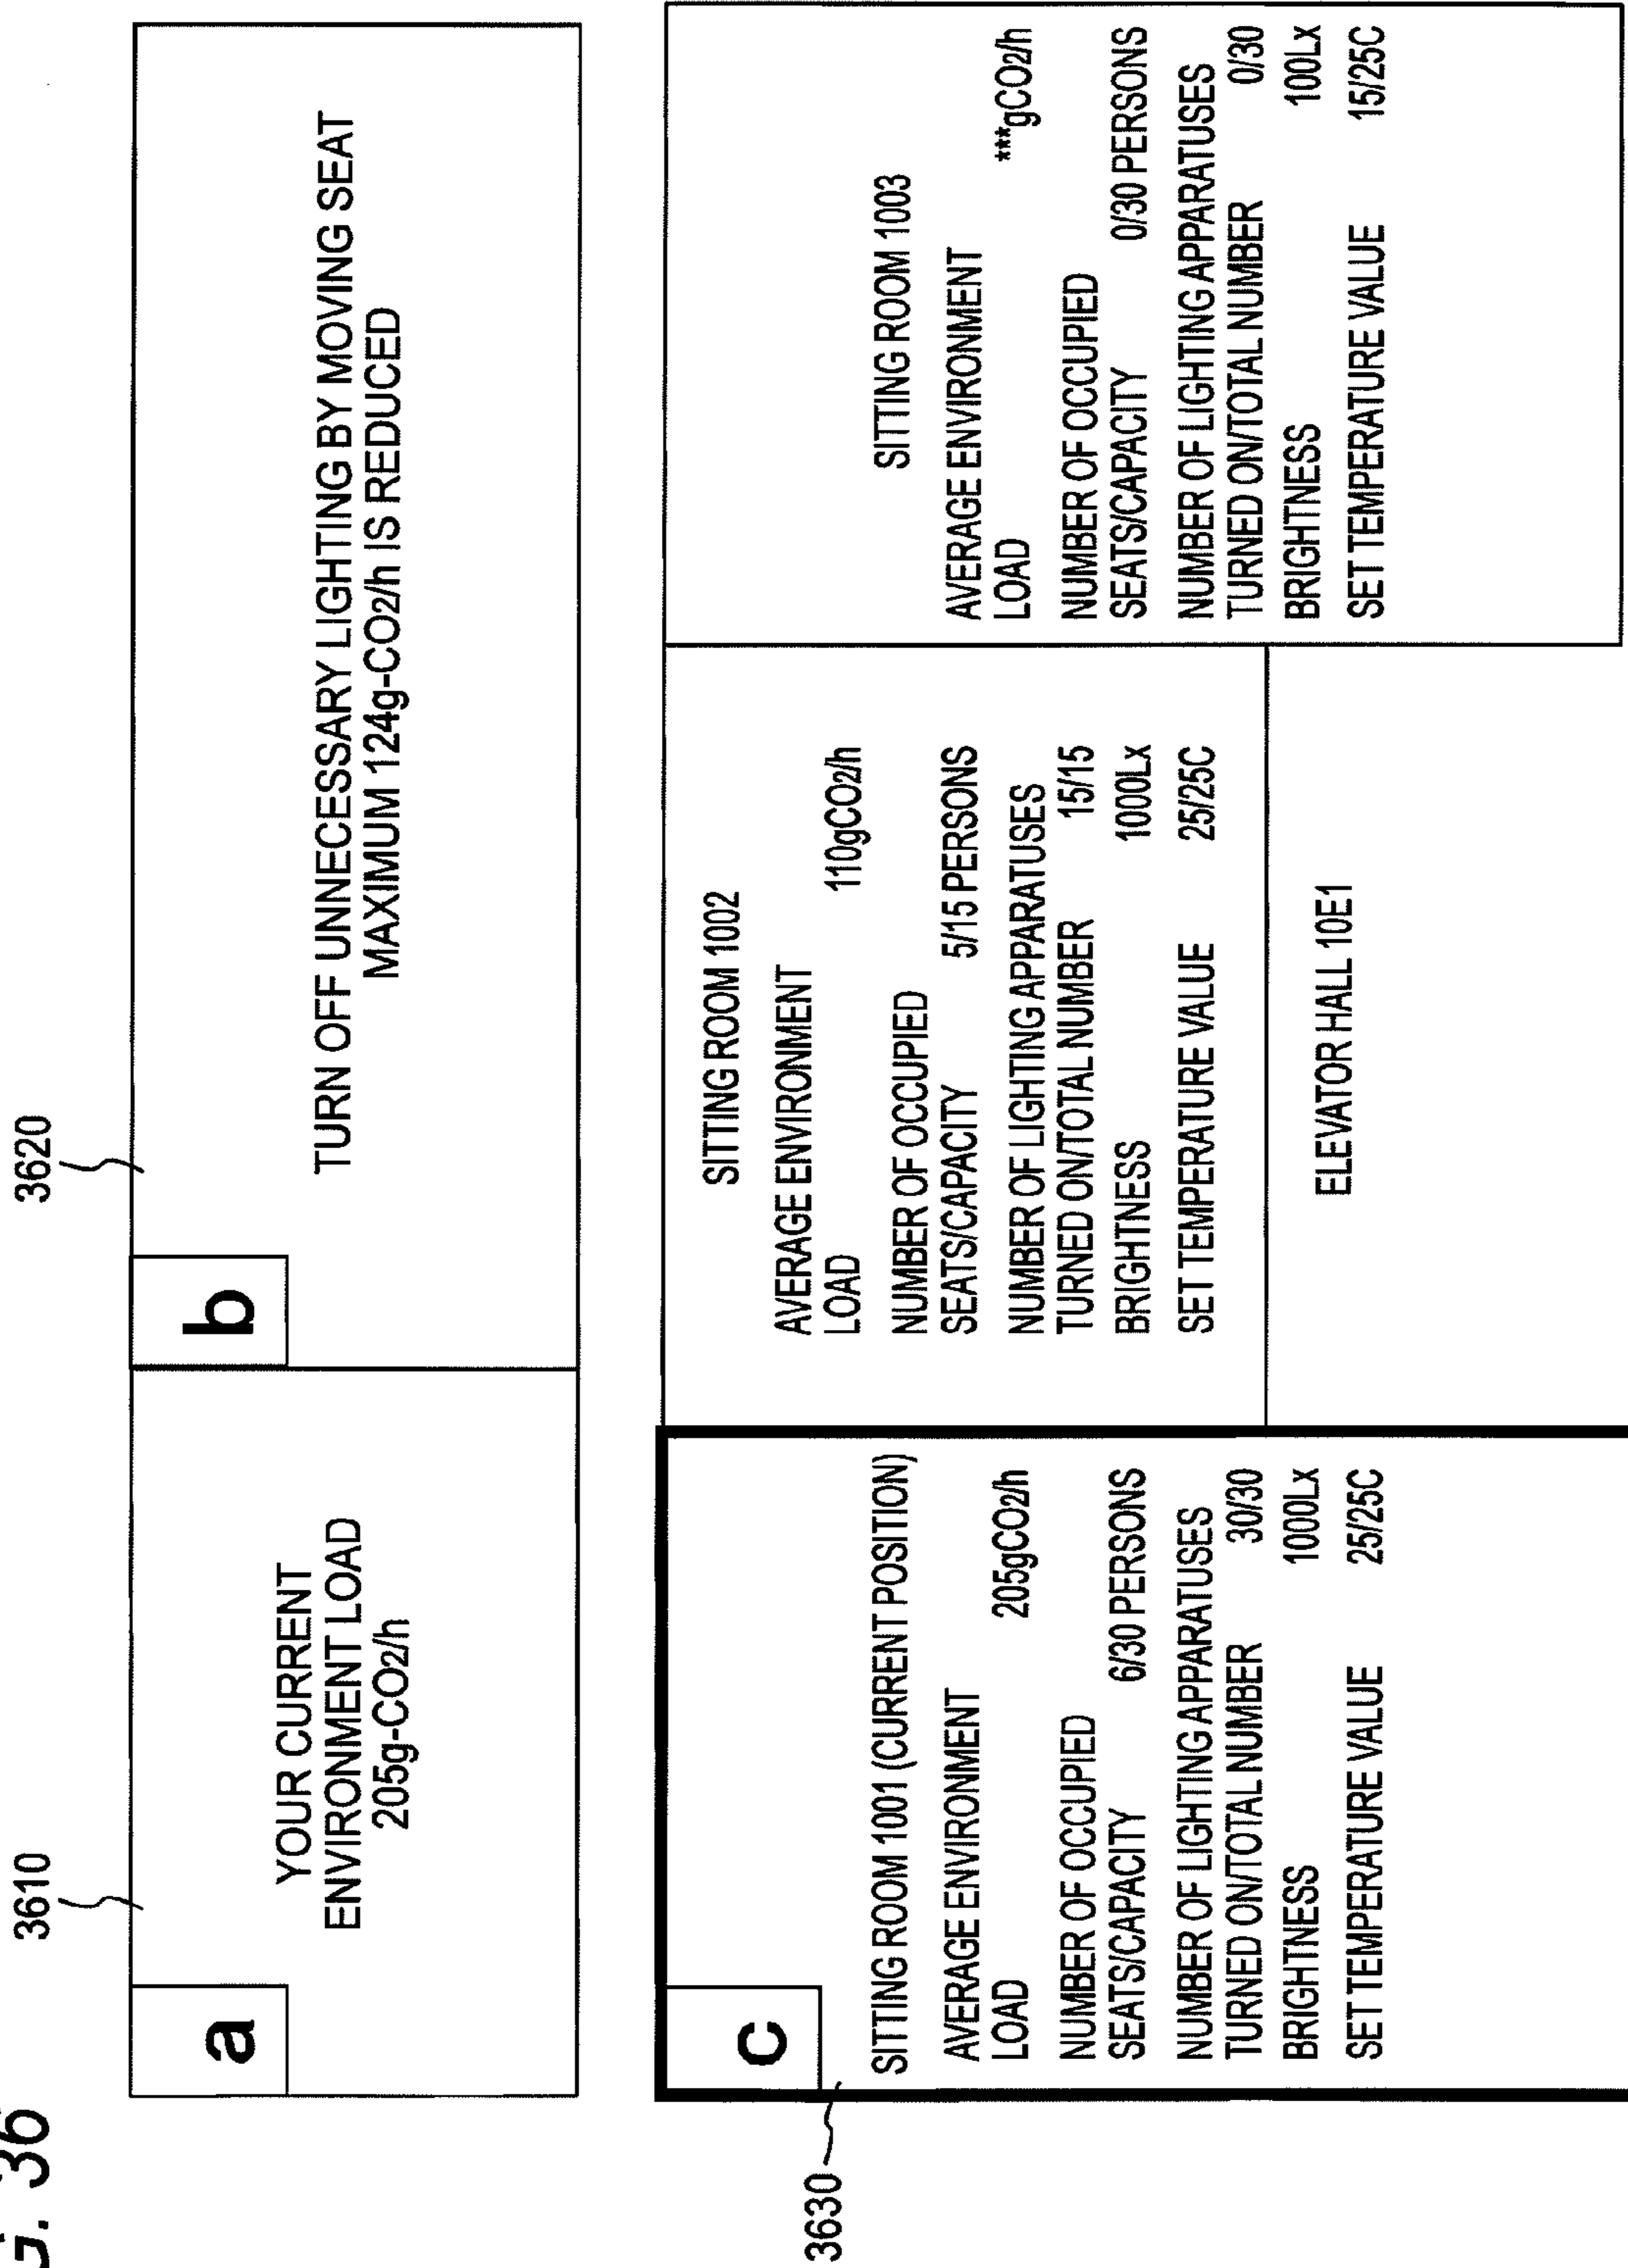 G. 36
3610
3620
a
YOUR CURRENT
ENVIRONMENT LOAD
205g-CO2/h
b
TURN OFF UNNECESSARY LIGHTING BY MOVING SEAT
MAXIMUM 124g-CO2/h IS REDUCED
3630
c
SITTING ROOM 1001 (CURRENT POSITION)
AVERAGE ENVIRONMENT
LOAD 205gCO2/h
NUMBER OF OCCUPIED
SEATS/CAPACITY 6/30 PERSONS
NUMBER OF LIGHTING APPARATUSES
TURNED ON/TOTAL NUMBER 30/30
BRIGHTNESS 1000Lx
SET TEMPERATURE VALUE 25/25C
SITTING ROOM 1002
AVERAGE ENVIRONMENT
LOAD 110gCO2/h
NUMBER OF OCCUPIED
SEATS/CAPACITY 5/15 PERSONS
NUMBER OF LIGHTING APPARATUSES
TURNED ON/TOTAL NUMBER 15/15
BRIGHTNESS 1000Lx
SET TEMPERATURE VALUE 25/25C
ELEVATOR HALL 10E1
SITTING ROOM 1003
AVERAGE ENVIRONMENT
LOAD ***gCO2/h
NUMBER OF OCCUPIED
SEATS/CAPACITY 0/30 PERSONS
NUMBER OF LIGHTING APPARATUSES
TURNED ON/TOTAL NUMBER 0/30
BRIGHTNESS 100Lx
SET TEMPERATURE VALUE 15/25C